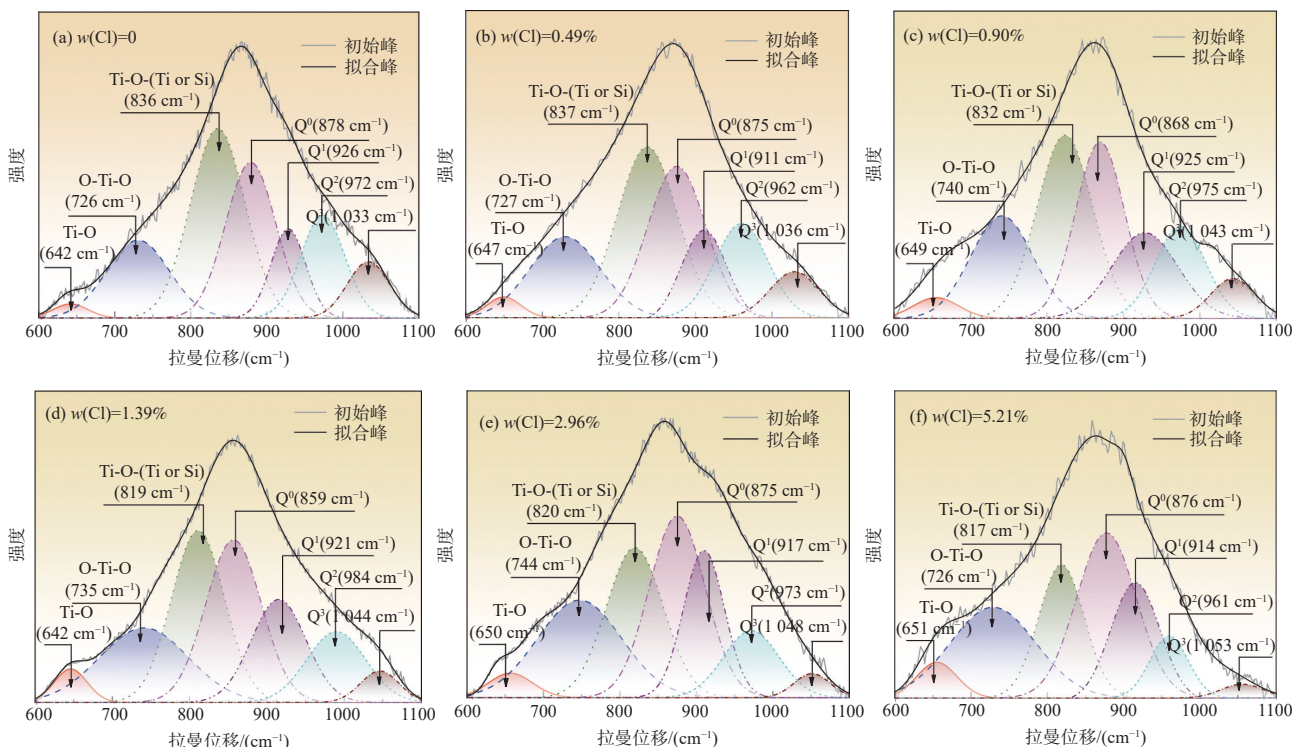 (a) w(Cl)=0
初始峰
拟合峰
Ti-O-(Ti or Si)
(836 cm⁻¹)
Q⁰(878 cm⁻¹)
Q¹(926 cm⁻¹)
O-Ti-O
(726 cm⁻¹)
Q²(972 cm⁻¹)
Ti-O
(642 cm⁻¹)
Q³(1 033 cm⁻¹)
强度
600 700 800 900 1000 1100
拉曼位移/(cm⁻¹)
(b) w(Cl)=0.49%
初始峰
拟合峰
Ti-O-(Ti or Si)
(837 cm⁻¹)
Q⁰(875 cm⁻¹)
Q¹(911 cm⁻¹)
O-Ti-O
(727 cm⁻¹)
Q²(962 cm⁻¹)
Ti-O
(647 cm⁻¹)
Q³(1 036 cm⁻¹)
强度
600 700 800 900 1000 1100
拉曼位移/(cm⁻¹)
(c) w(Cl)=0.90%
初始峰
拟合峰
Ti-O-(Ti or Si)
(832 cm⁻¹)
Q⁰(868 cm⁻¹)
Q¹(925 cm⁻¹)
O-Ti-O
(740 cm⁻¹)
Q²(975 cm⁻¹)
Ti-O
(649 cm⁻¹)
Q³(1 043 cm⁻¹)
强度
600 700 800 900 1000 1100
拉曼位移/(cm⁻¹)
(d) w(Cl)=1.39%
初始峰
拟合峰
Ti-O-(Ti or Si)
(819 cm⁻¹)
Q⁰(859 cm⁻¹)
Q¹(921 cm⁻¹)
O-Ti-O
(735 cm⁻¹)
Q²(984 cm⁻¹)
Ti-O
(642 cm⁻¹)
Q³(1 044 cm⁻¹)
强度
600 700 800 900 1000 1100
拉曼位移/(cm⁻¹)
(e) w(Cl)=2.96%
初始峰
拟合峰
Ti-O-(Ti or Si)
(820 cm⁻¹)
Q⁰(875 cm⁻¹)
O-Ti-O
(744 cm⁻¹)
Q¹(917 cm⁻¹)
Q²(973 cm⁻¹)
Ti-O
(650 cm⁻¹)
Q³(1 048 cm⁻¹)
强度
600 700 800 900 1000 1100
拉曼位移/(cm⁻¹)
(f) w(Cl)=5.21%
初始峰
拟合峰
Q⁰(876 cm⁻¹)
Ti-O-(Ti or Si)
(817 cm⁻¹)
Q¹(914 cm⁻¹)
O-Ti-O
(726 cm⁻¹)
Q²(961 cm⁻¹)
Ti-O
(651 cm⁻¹)
Q³(1 053 cm⁻¹)
强度
600 700 800 900 1000 1100
拉曼位移/(cm⁻¹)